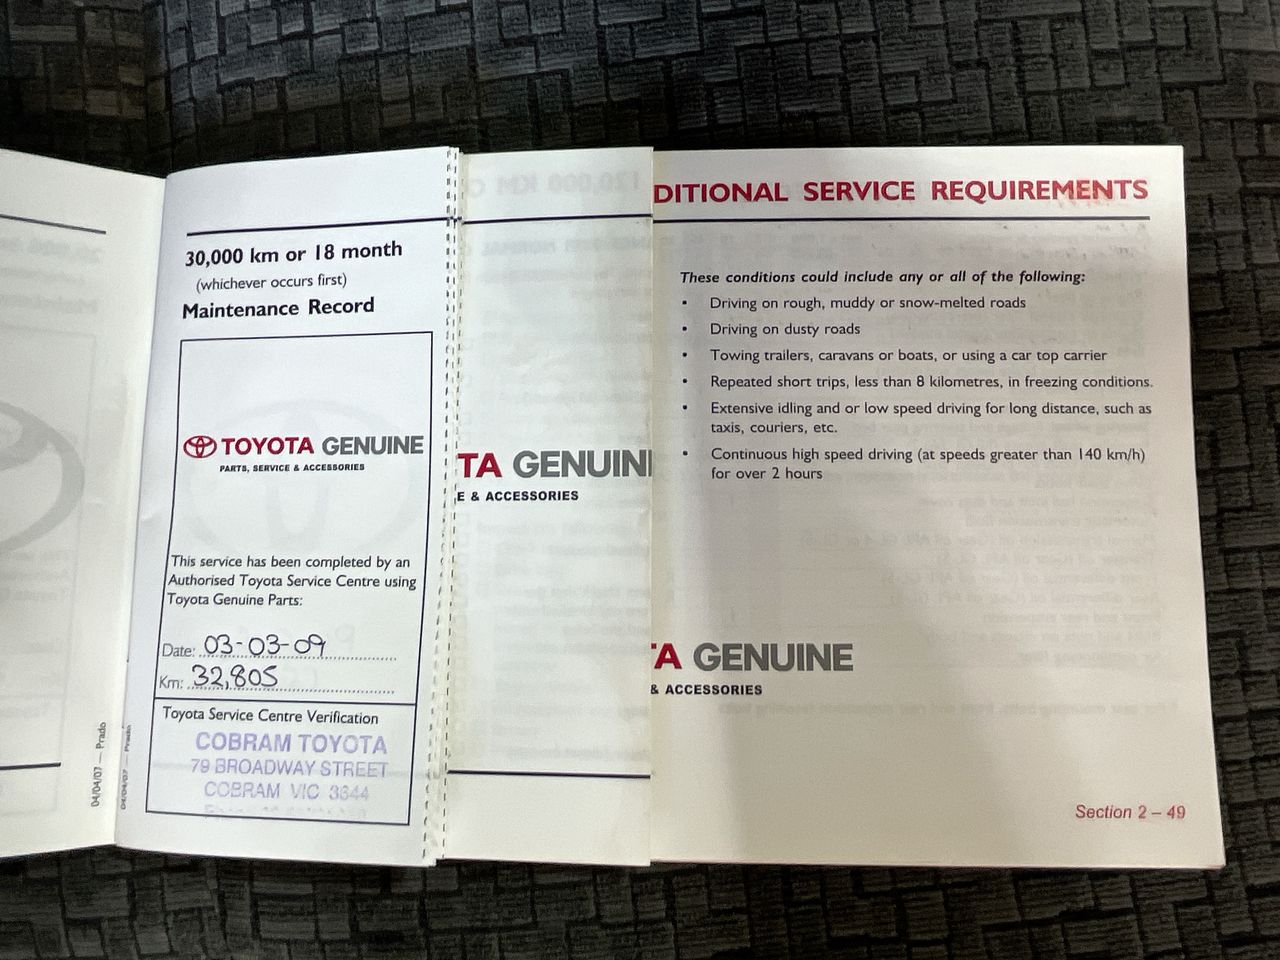 30,000 km or 18 month
(whichever occurs first)
Maintenance Record
TOYOTA GENUINE
PARTS, SERVICE & ACCESSORIES
This service has been completed by an
Authorised Toyota Service Centre using
Toyota Genuine Parts:
Date: 03-03-09
Km: 32,805
Toyota Service Centre Verification
COBRAM TOYOTA
79 BROADWAY STREET
COBRAM VIC 3644
04/04/07 — Prado
04/04/07 — Prado
TA GENUIN
E & ACCESSORIES
DITIONAL SERVICE REQUIREMENTS
These conditions could include any or all of the following:
• Driving on rough, muddy or snow-melted roads
• Driving on dusty roads
• Towing trailers, caravans or boats, or using a car top carrier
• Repeated short trips, less than 8 kilometres, in freezing conditions.
• Extensive idling and or low speed driving for long distance, such as
taxis, couriers, etc.
• Continuous high speed driving (at speeds greater than 140 km/h)
for over 2 hours
TA GENUINE
& ACCESSORIES
Section 2 – 49